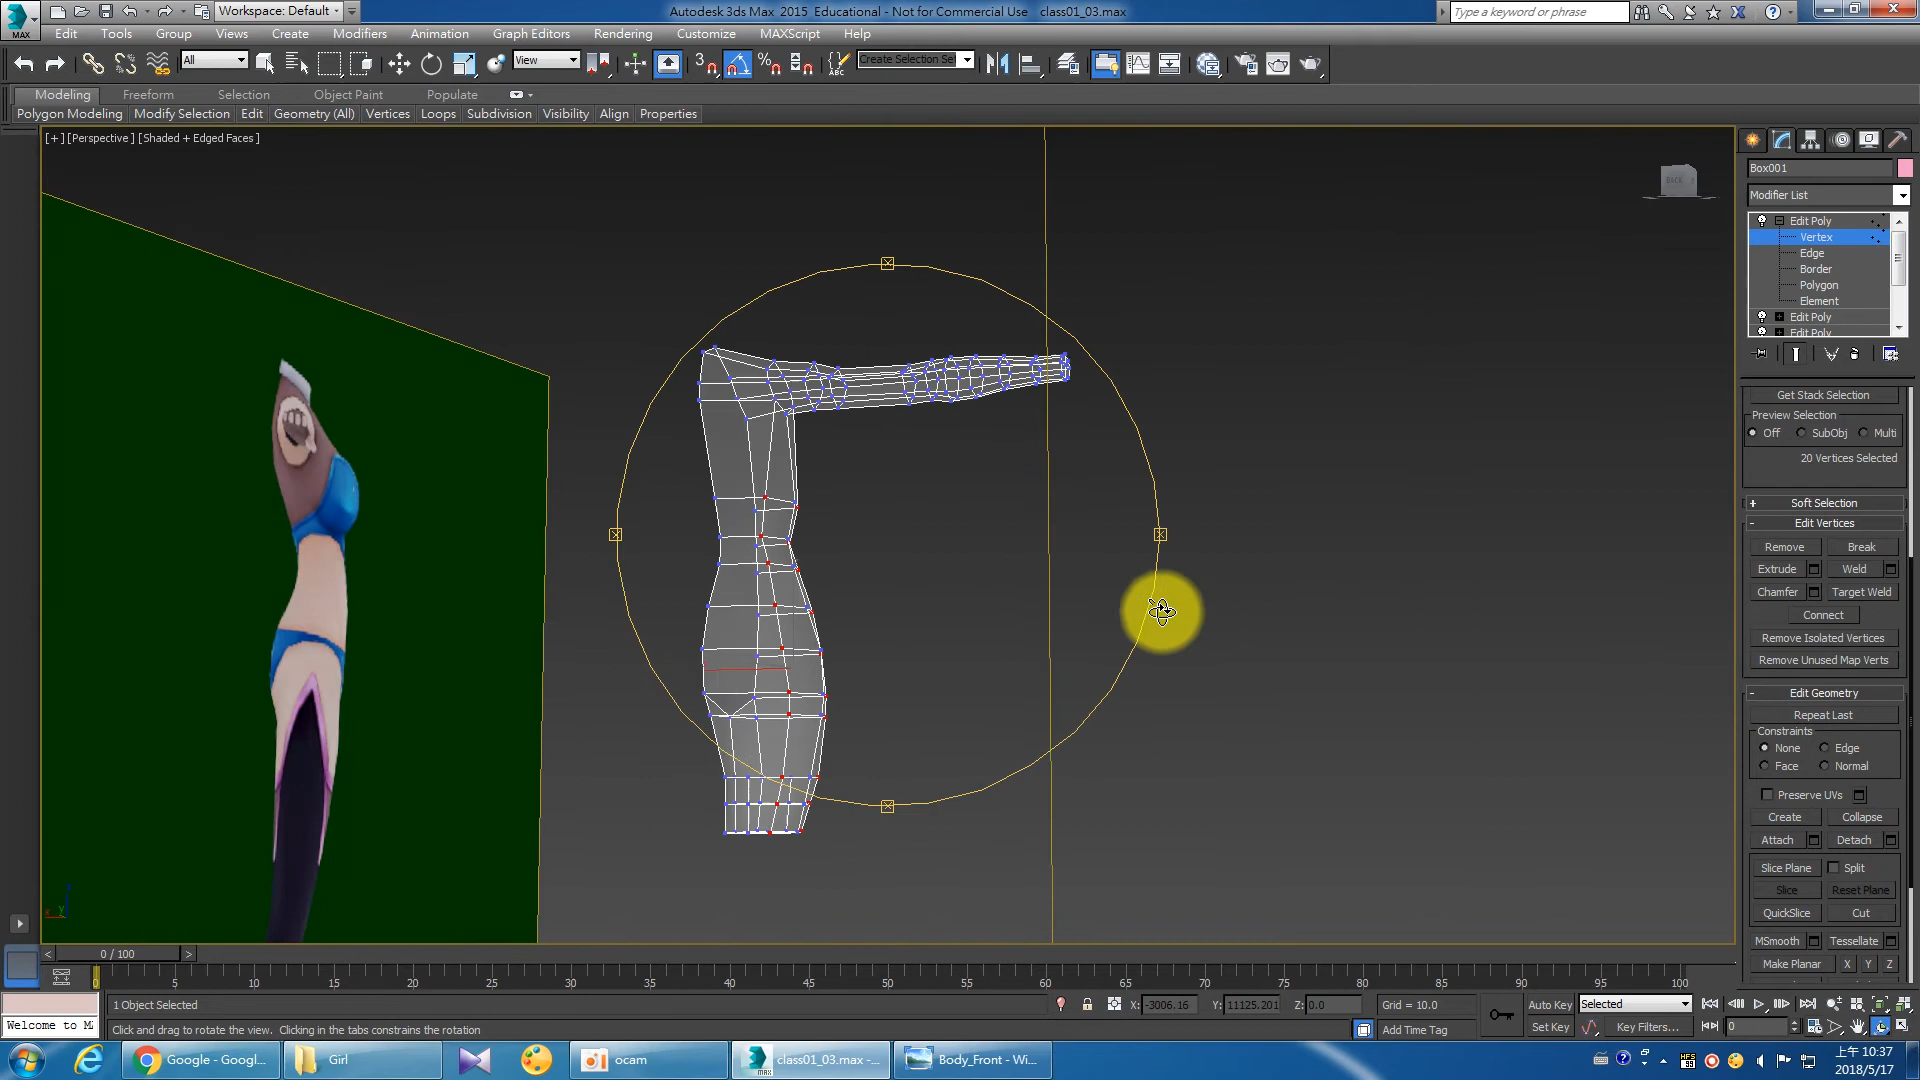 MAX
Workspace: Default
Autodesk 3ds Max 2015 Educational - Not for Commercial Use class01_03.max
Type a keyword or phrase
Edit Tools Group Views Create Modifiers Animation Graph Editors Rendering Customize MAXScript Help
All
View
3
ABC
Create Selection Se
Modeling Freeform Selection Object Paint Populate
Polygon Modeling Modify Selection Edit Geometry (All) Vertices Loops Subdivision Visibility Align Properties
[+] [Perspective ] [Shaded + Edged Faces ]
BACK
Box001
Modifier List
Edit Poly
Vertex
Edge
Border
Polygon
Element
Edit Poly
Edit Poly
Get Stack Selection
Preview Selection
Off SubObj Multi
20 Vertices Selected
+ Soft Selection
- Edit Vertices
Remove Break
Extrude Weld
Chamfer Target Weld
Connect
Remove Isolated Vertices
Remove Unused Map Verts
- Edit Geometry
Repeat Last
Constraints
None Edge
Face Normal
Preserve UVs
Create Collapse
Attach Detach
Slice Plane Split
Slice Reset Plane
QuickSlice Cut
MSmooth Tessellate
Make Planar X Y Z
x y
< 0 / 100 >
0 5 10 15 20 25 30 35 40 45 50 55 60 65 70 75 80 85 90 95 100
1 Object Selected
X: -3006.16 Y: 11125.201 Z: 0.0 Grid = 10.0
Auto Key Selected
Welcome to M
Click and drag to rotate the view. Clicking in the tabs constrains the rotation
Add Time Tag
Set Key Key Filters... 0
Google - Googl...
Girl
ocam
class01_03.max -...
Body_Front - Wi...
上午 10:37
2018/5/17